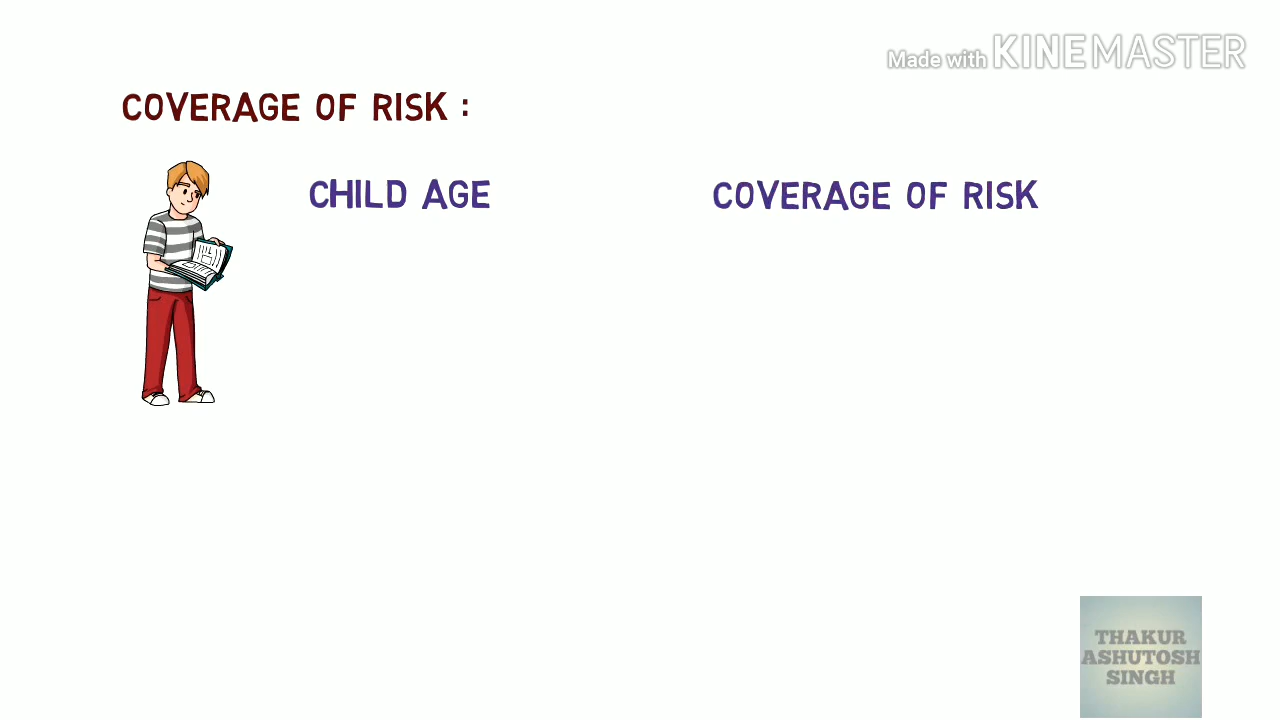 Made with KINEMASTER
COVERAGE OF RISK :
CHILD AGE
COVERAGE OF RISK
THAKUR
ASHUTOSH
SINGH